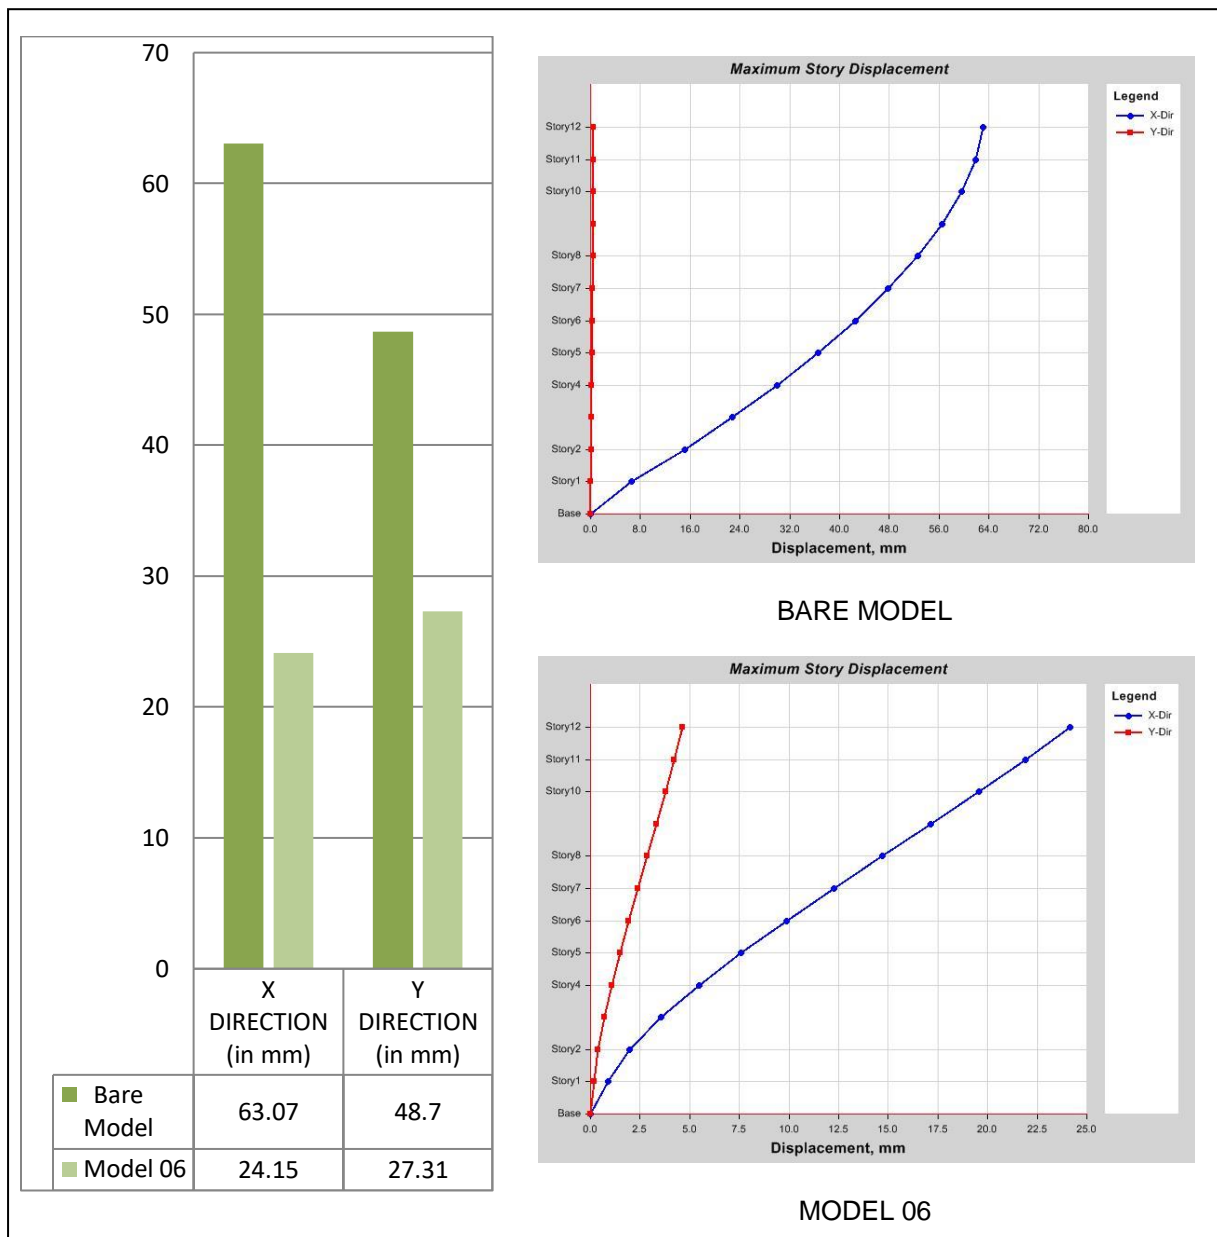 70
60
50
40
30
20
10
0
X
DIRECTION
(in mm)
Y
DIRECTION
(in mm)
Bare
Model
63.07
48.7
Model 06
24.15
27.31
Maximum Story Displacement
Legend
X-Dir
Y-Dir
Story12
Story11
Story10
Story8
Story7
Story6
Story5
Story4
Story2
Story1
Base
0.0 8.0 16.0 24.0 32.0 40.0 48.0 56.0 64.0 72.0 80.0
Displacement, mm
BARE MODEL
Maximum Story Displacement
Legend
X-Dir
Y-Dir
Story12
Story11
Story10
Story8
Story7
Story6
Story5
Story4
Story2
Story1
Base
0.0 2.5 5.0 7.5 10.0 12.5 15.0 17.5 20.0 22.5 25.0
Displacement, mm
MODEL 06